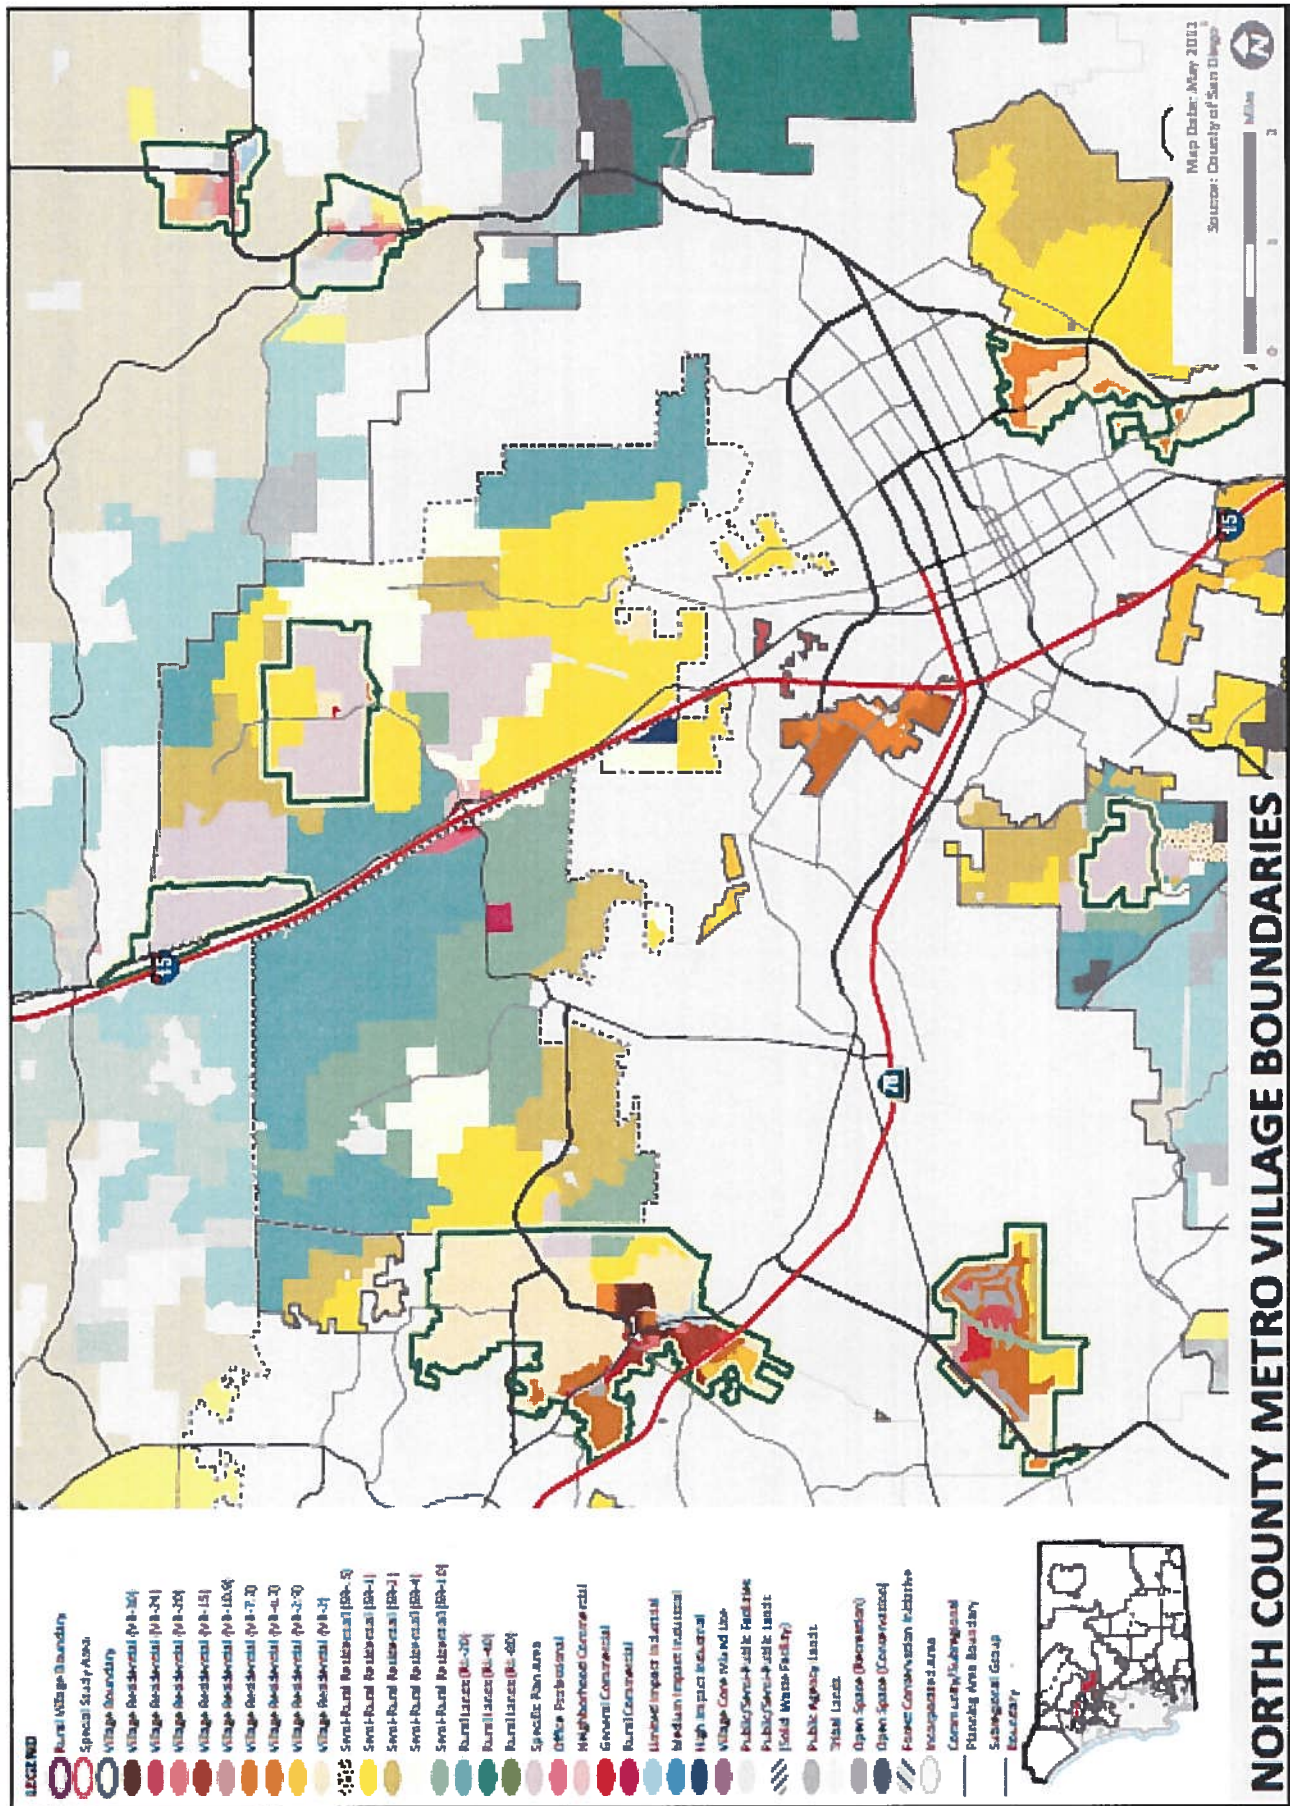 LEGEND
Rural Village Boundary
Special Study Area
Village Boundary
Village Residential (VR-30)
Village Residential (VR-24)
Village Residential (VR-20)
Village Residential (VR-15)
Village Residential (VR-10.9)
Village Residential (VR-7.3)
Village Residential (VR-4.3)
Village Residential (VR-2.9)
Village Residential (VR-2)
Semi-Rural Residential (SR-.5)
Semi-Rural Residential (SR-1)
Semi-Rural Residential (SR-2)
Semi-Rural Residential (SR-4)
Semi-Rural Residential (SR-10)
Rural Lands (RL-20)
Rural Lands (RL-40)
Rural Lands (RL-80)
Specific Plan Area
Office Professional
Neighborhood Commercial
General Commercial
Rural Commercial
Limited Impact Industrial
Medium Impact Industrial
High Impact Industrial
Village Core Mixed Use
Public/Semi-Public Facilities
Public/Semi-Public Lands
(Solid Waste Facility)
Public Agency Lands
Tribal Lands
Open Space (Recreation)
Open Space (Conservation)
Forest Conservation Initiative
Incorporated Area
Community/Subregional
Planning Area Boundary
Subregional Group
Boundary
15
78
15
Map Date: May 2011
Source: County of San Diego
N
0
1
2
Miles
NORTH COUNTY METRO VILLAGE BOUNDARIES